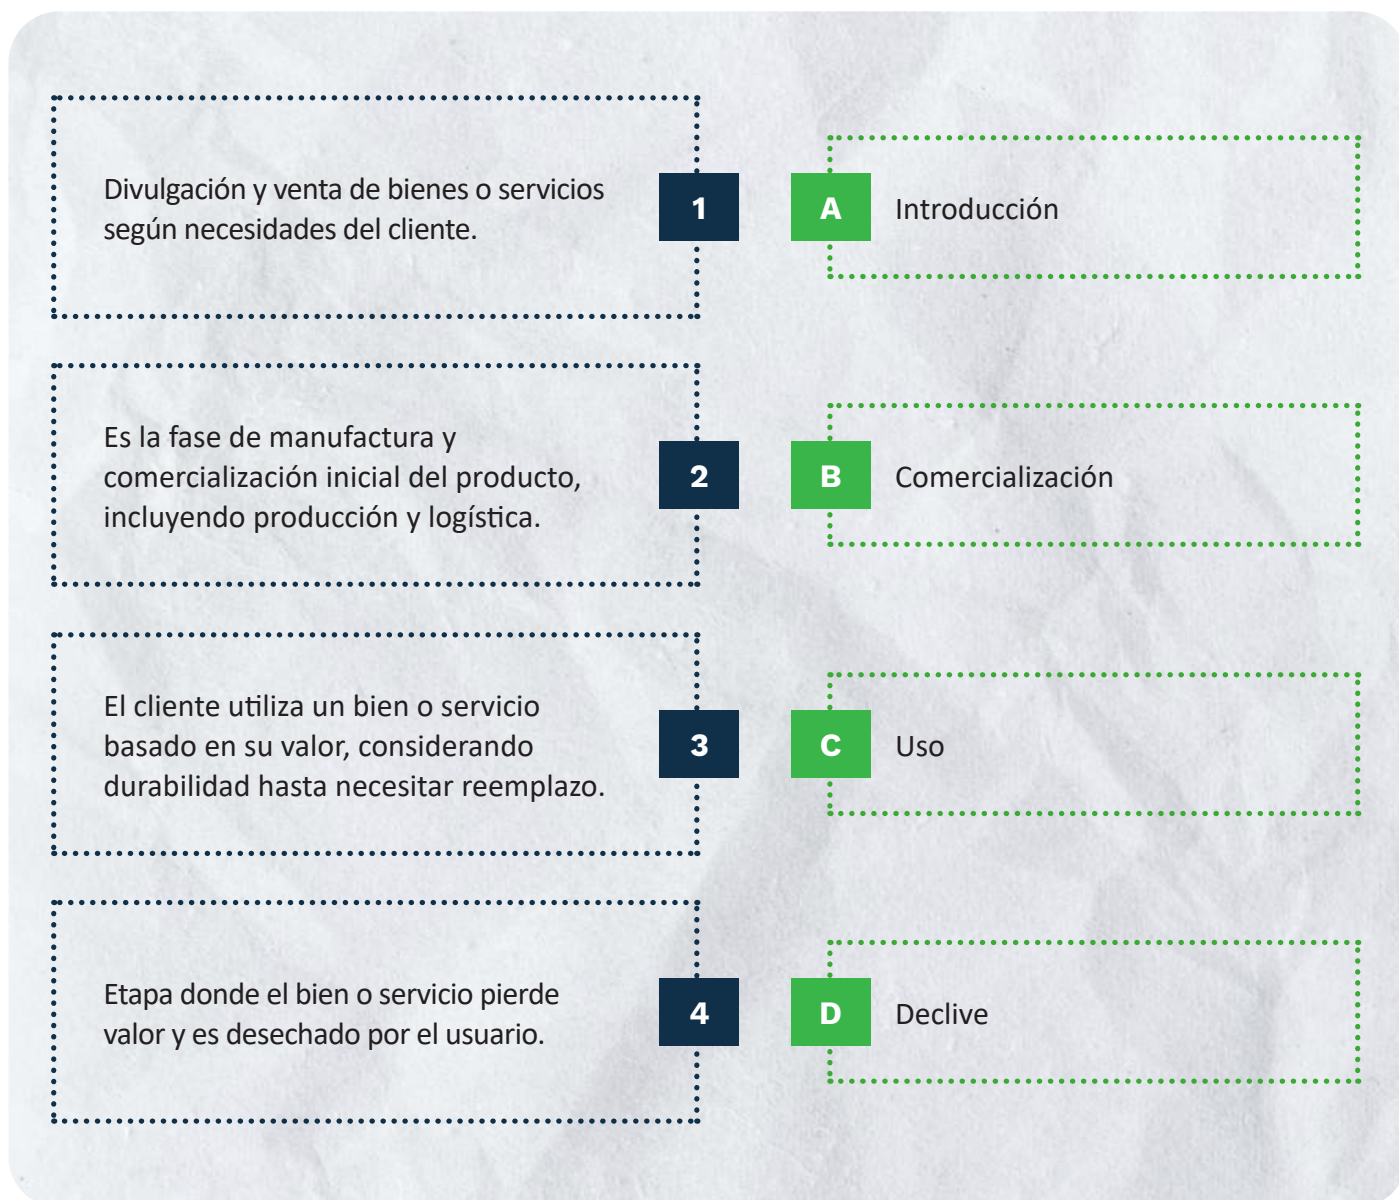 Divulgación y venta de bienes o servicios
según necesidades del cliente.
1
A
Introducción
Es la fase de manufactura y
comercialización inicial del producto,
incluyendo producción y logística.
2
B
Comercialización
El cliente utiliza un bien o servicio
basado en su valor, considerando
durabilidad hasta necesitar reemplazo.
3
C
Uso
Etapa donde el bien o servicio pierde
valor y es desechado por el usuario.
4
D
Declive